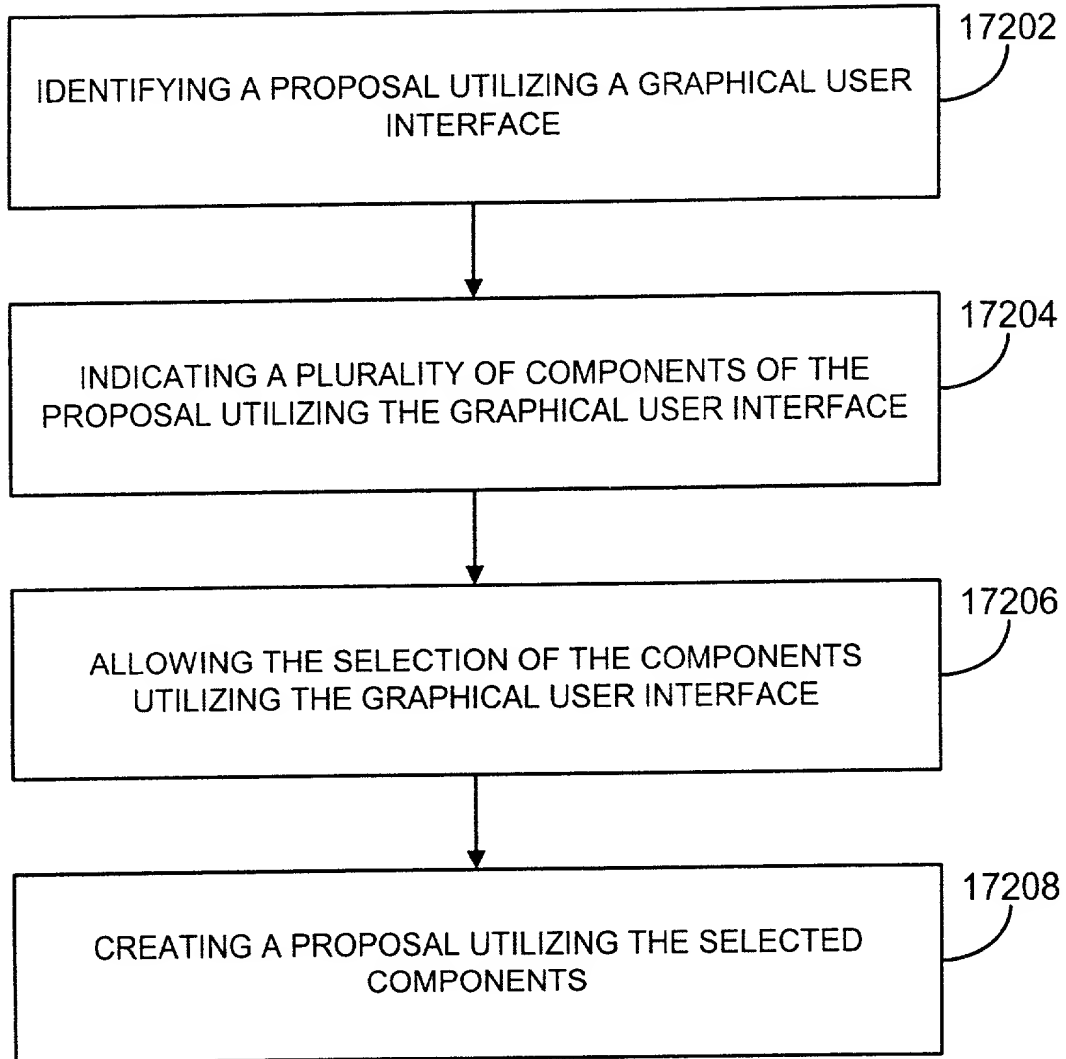 17202
IDENTIFYING A PROPOSAL UTILIZING A GRAPHICAL USER
INTERFACE
17204
INDICATING A PLURALITY OF COMPONENTS OF THE
PROPOSAL UTILIZING THE GRAPHICAL USER INTERFACE
17206
ALLOWING THE SELECTION OF THE COMPONENTS
UTILIZING THE GRAPHICAL USER INTERFACE
17208
CREATING A PROPOSAL UTILIZING THE SELECTED
COMPONENTS